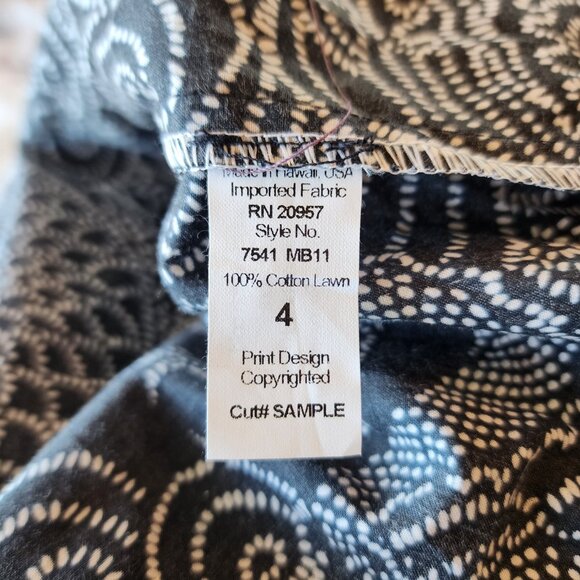 Made in Hawaii, USA
Imported Fabric
RN 20957
Style No.
7541 MB11
100% Cotton Lawn
4
Print Design
Copyrighted
Cut# SAMPLE